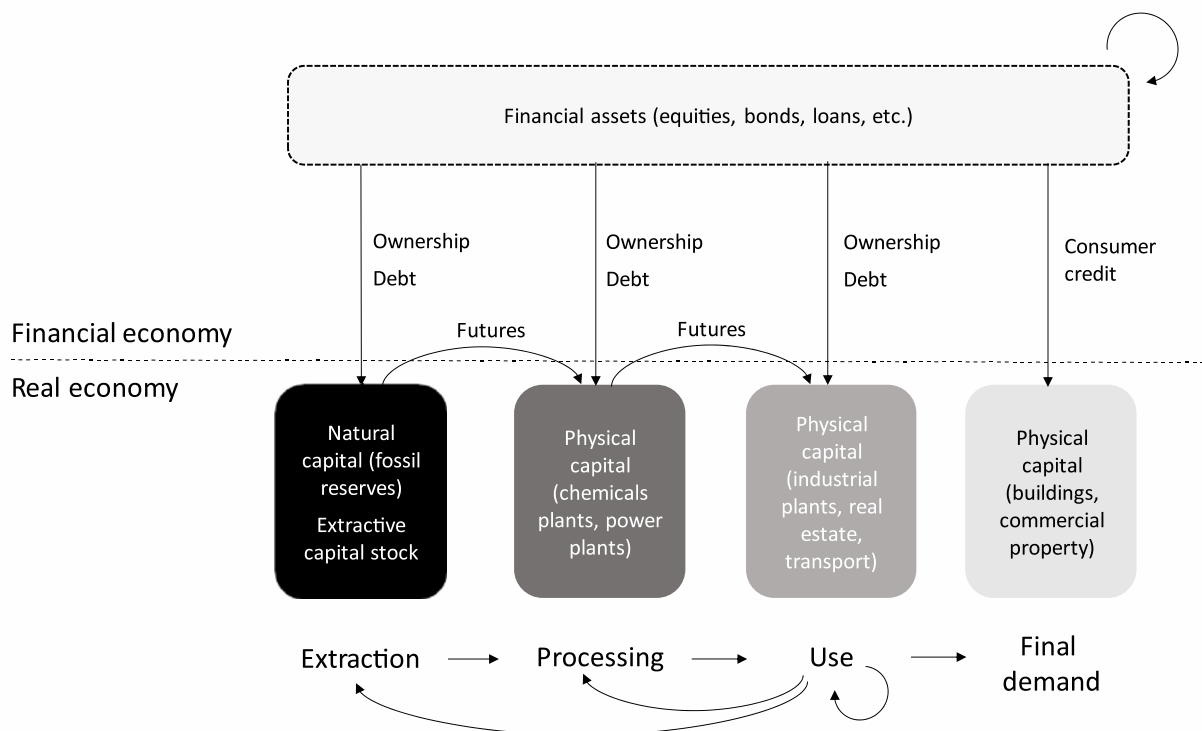 Financial assets (equities, bonds, loans, etc.)
Ownership
Debt
Ownership
Debt
Ownership
Debt
Consumer
credit
Financial economy
Futures
Futures
Real economy
Natural
capital (fossil
reserves)
Extractive
capital stock
Physical
capital
(chemicals
plants, power
plants)
Physical
capital
(industrial
plants, real
estate,
transport)
Physical
capital
(buildings,
commercial
property)
Extraction
Processing
Use
Final
demand